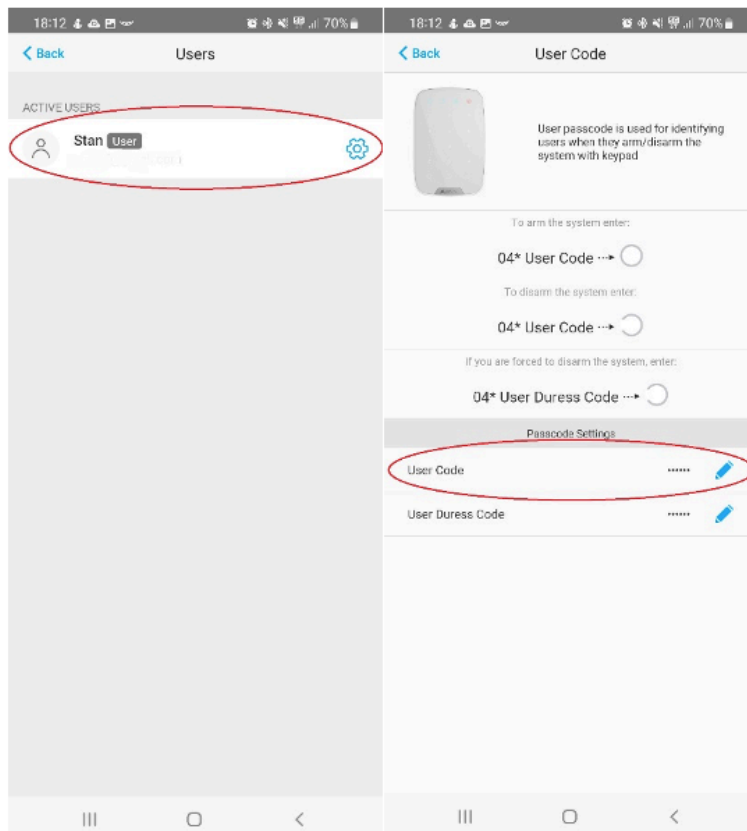 18:12 70%
Back Users
ACTIVE USERS
Stan User
18:12 70%
Back User Code
User passcode is used for identifying
users when they arm/disarm the
system with keypad
To arm the system enter:
04* User Code ···▸
To disarm the system enter:
04* User Code ···▸
If you are forced to disarm the system, enter:
04* User Duress Code ···▸
Passcode Settings
User Code ······
User Duress Code ······